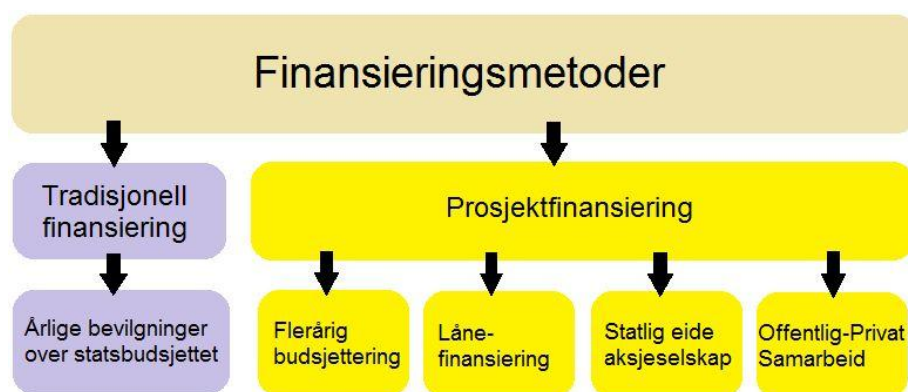 Finansieringsmetoder
Tradisjonell
finansiering
Prosjektfinansiering
Årlige bevilgninger
over statsbudsjettet
Flerårig
budsjettering
Låne-
finansiering
Statlig eide
aksjeselskap
Offentlig-Privat
Samarbeid